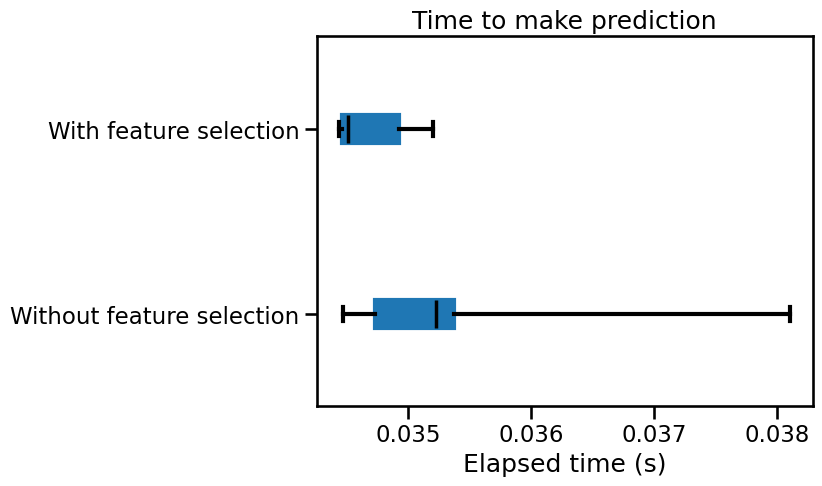 Time to make prediction
With feature selection
Without feature selection
0.035 0.036 0.037 0.038
Elapsed time (s)